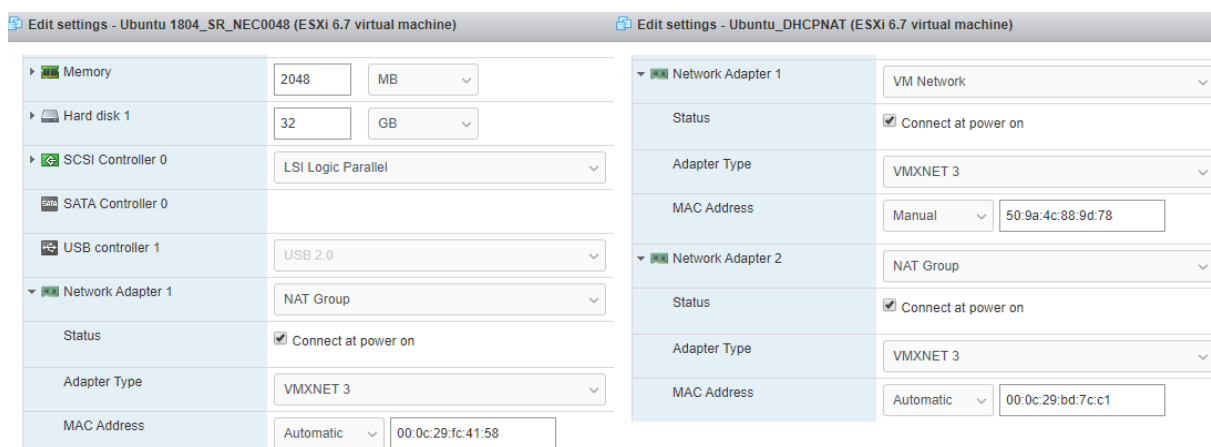 Edit settings - Ubuntu 1804_SR_NEC0048 (ESXi 6.7 virtual machine)
Memory
2048
MB
Hard disk 1
32
GB
SCSI Controller 0
LSI Logic Parallel
SATA
SATA Controller 0
USB controller 1
USB 2.0
Network Adapter 1
NAT Group
Status
Connect at power on
Adapter Type
VMXNET 3
MAC Address
Automatic
00:0c:29:fc:41:58
Edit settings - Ubuntu_DHCPNAT (ESXi 6.7 virtual machine)
Network Adapter 1
VM Network
Status
Connect at power on
Adapter Type
VMXNET 3
MAC Address
Manual
50:9a:4c:88:9d:78
Network Adapter 2
NAT Group
Status
Connect at power on
Adapter Type
VMXNET 3
MAC Address
Automatic
00:0c:29:bd:7c:c1